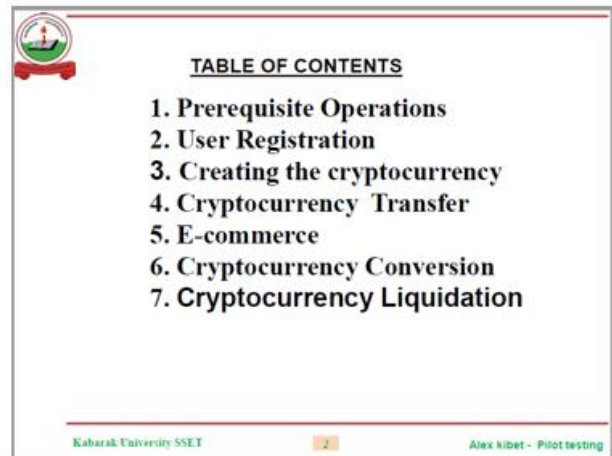 TABLE OF CONTENTS
1. Prerequisite Operations
2. User Registration
3. Creating the cryptocurrency
4. Cryptocurrency Transfer
5. E-commerce
6. Cryptocurrency Conversion
7. Cryptocurrency Liquidation
Kabarak University SSET
2
Alex kibet - Pilot testing